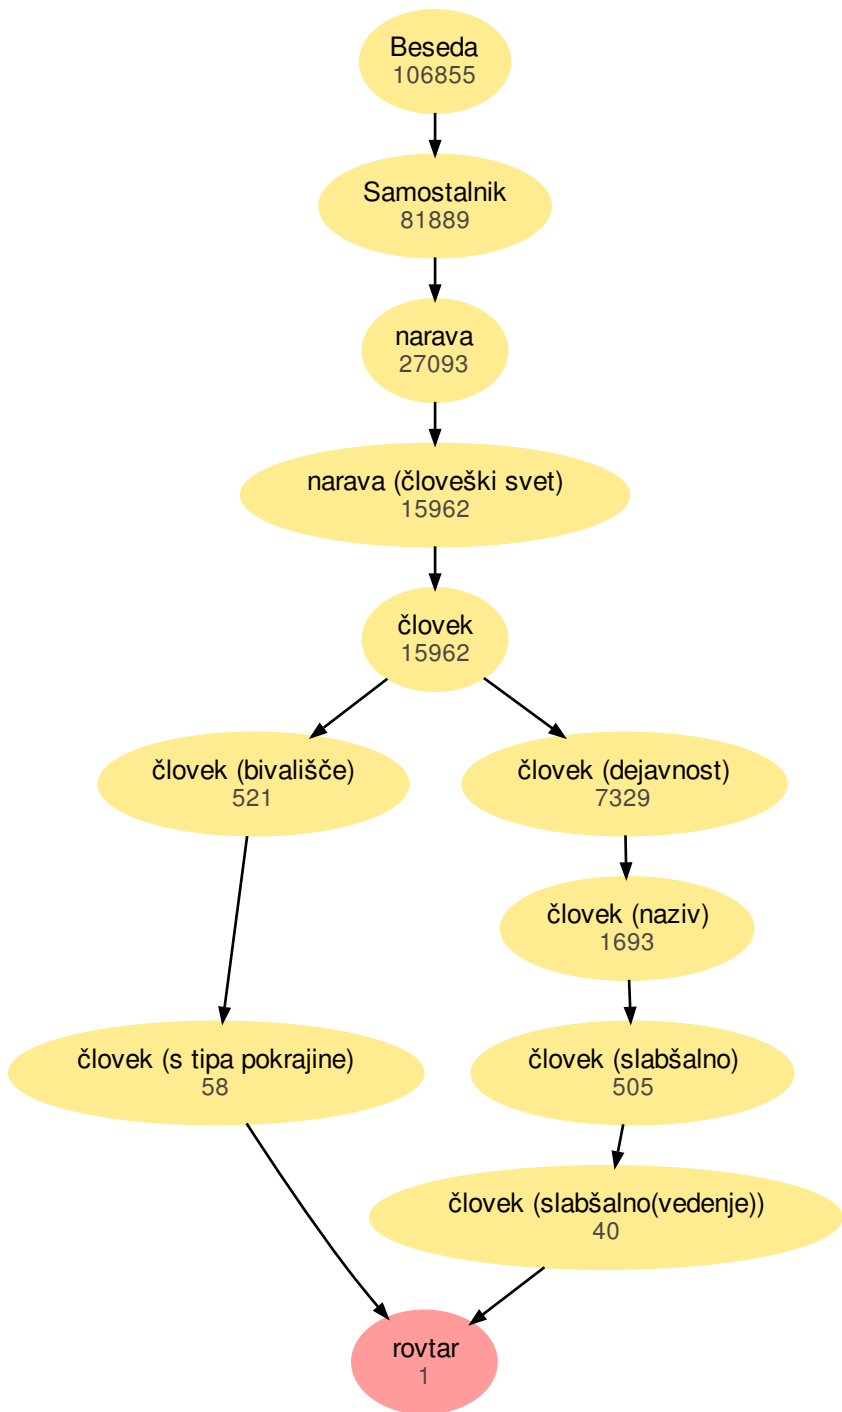 Beseda
106855
Samostalnik
81889
narava
27093
narava (človeški svet)
15962
človek
15962
človek (bivališče)
521
človek (dejavnost)
7329
človek (naziv)
1693
človek (s tipa pokrajine)
58
človek (slabšalno)
505
človek (slabšalno(vedenje))
40
rovtar
1